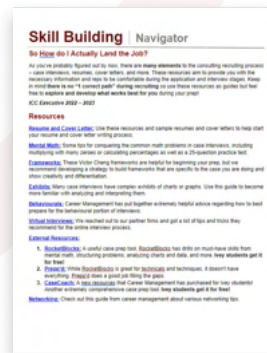 Skill Building | Navigator
So How do I Actually Land the Job?
As you've probably figured out by now, there are many elements to the consulting recruiting process
– case interviews, resumes, cover letters, and more. These resources aim to provide you with the
necessary information and reps to be comfortable during the application and interview stages. Keep
in mind there is no "1 correct path" during recruiting so use these resources as guides but feel
free to explore and develop what works best for you during your prep!
ICC Executive 2022 – 2023
Resources
Resume and Cover Letter: Use these resources and sample resumes and cover letters to help start
your resume and cover letter writing process.
Mental Math: Some tips for conquering the common math problems in case interviews, including
multiplying with many zeroes or calculating percentages as well as a 25-question practice test.
Frameworks: These Victor Cheng frameworks are helpful for beginning your prep, but we
recommend developing a strategy to build frameworks that are specific to the case you are doing and
show creativity and differentiation.
Exhibits: Many case interviews have complex exhibits of charts or graphs. Use this guide to become
more familiar with analyzing and interpreting them.
Behaviourals: Career Management has put together extremely helpful advice regarding how to best
prepare for the behavioural portion of interviews.
Virtual Interviews: We reached out to our partner firms and got a list of tips and tricks they
recommend for the online interview process.
External Resources:
1. RocketBlocks: A useful case prep tool. RocketBlocks has drills on must-have skills from
mental math, structuring problems, analyzing charts and data, and more. Ivey students get it
for free!
2. Prepp'd: While RocketBlocks is great for technicals and techniques, it doesn't have
everything. Prepp'd does a good job filling the gaps.
3. CaseCoach: A new resources that Career Management has purchased for Ivey students!
Another extremely comprehensive case prep tool. Ivey students get it for free!
Networking: Check out this guide from career management about various networking tips.